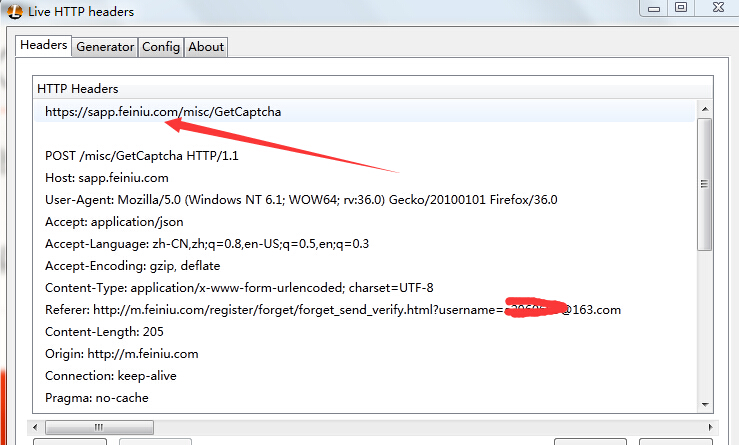 Live HTTP headers
Headers Generator Config About
HTTP Headers
https://sapp.feiniu.com/misc/GetCaptcha
POST /misc/GetCaptcha HTTP/1.1
Host: sapp.feiniu.com
User-Agent: Mozilla/5.0 (Windows NT 6.1; WOW64; rv:36.0) Gecko/20100101 Firefox/36.0
Accept: application/json
Accept-Language: zh-CN,zh;q=0.8,en-US;q=0.5,en;q=0.3
Accept-Encoding: gzip, deflate
Content-Type: application/x-www-form-urlencoded; charset=UTF-8
Referer: http://m.feiniu.com/register/forget/forget_send_verify.html?username= @163.com
Content-Length: 205
Origin: http://m.feiniu.com
Connection: keep-alive
Pragma: no-cache